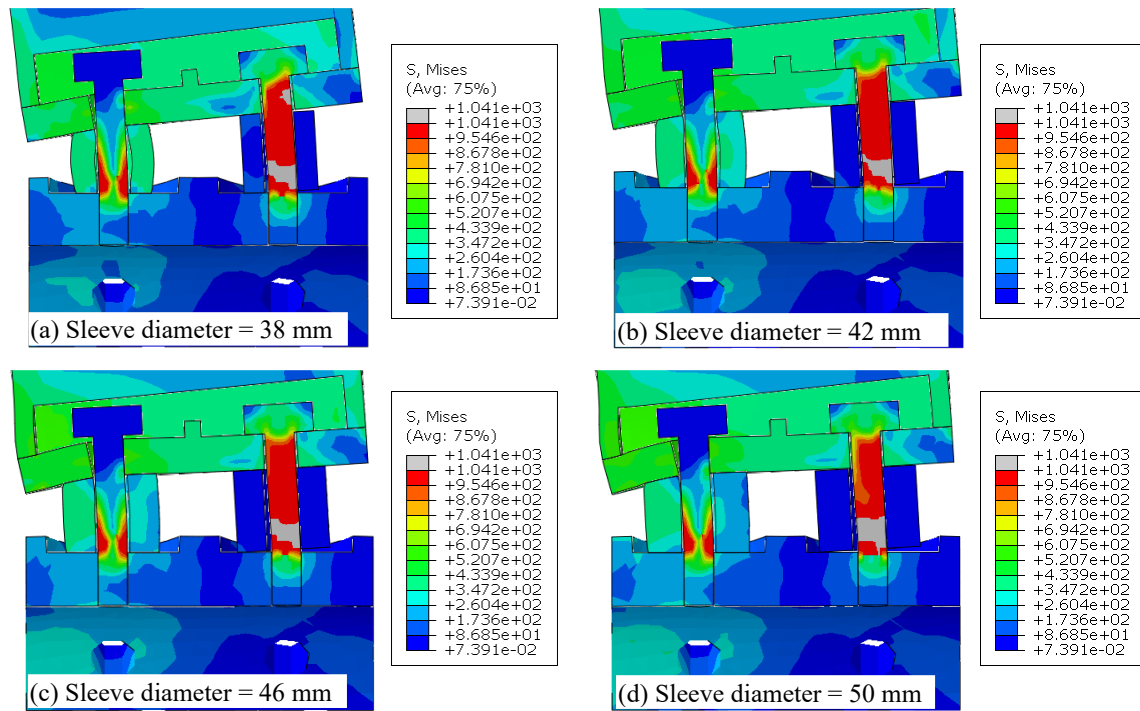 S, Mises
(Avg: 75%)
+1.041e+03
+1.041e+03
+9.546e+02
+8.678e+02
+7.810e+02
+6.942e+02
+6.075e+02
+5.207e+02
+4.339e+02
+3.472e+02
+2.604e+02
+1.736e+02
+8.685e+01
+7.391e-02
(a) Sleeve diameter = 38 mm
S, Mises
(Avg: 75%)
+1.041e+03
+1.041e+03
+9.546e+02
+8.678e+02
+7.810e+02
+6.942e+02
+6.075e+02
+5.207e+02
+4.339e+02
+3.472e+02
+2.604e+02
+1.736e+02
+8.685e+01
+7.391e-02
(b) Sleeve diameter = 42 mm
S, Mises
(Avg: 75%)
+1.041e+03
+1.041e+03
+9.546e+02
+8.678e+02
+7.810e+02
+6.942e+02
+6.075e+02
+5.207e+02
+4.339e+02
+3.472e+02
+2.604e+02
+1.736e+02
+8.685e+01
+7.391e-02
(c) Sleeve diameter = 46 mm
S, Mises
(Avg: 75%)
+1.041e+03
+1.041e+03
+9.546e+02
+8.678e+02
+7.810e+02
+6.942e+02
+6.075e+02
+5.207e+02
+4.339e+02
+3.472e+02
+2.604e+02
+1.736e+02
+8.685e+01
+7.391e-02
(d) Sleeve diameter = 50 mm